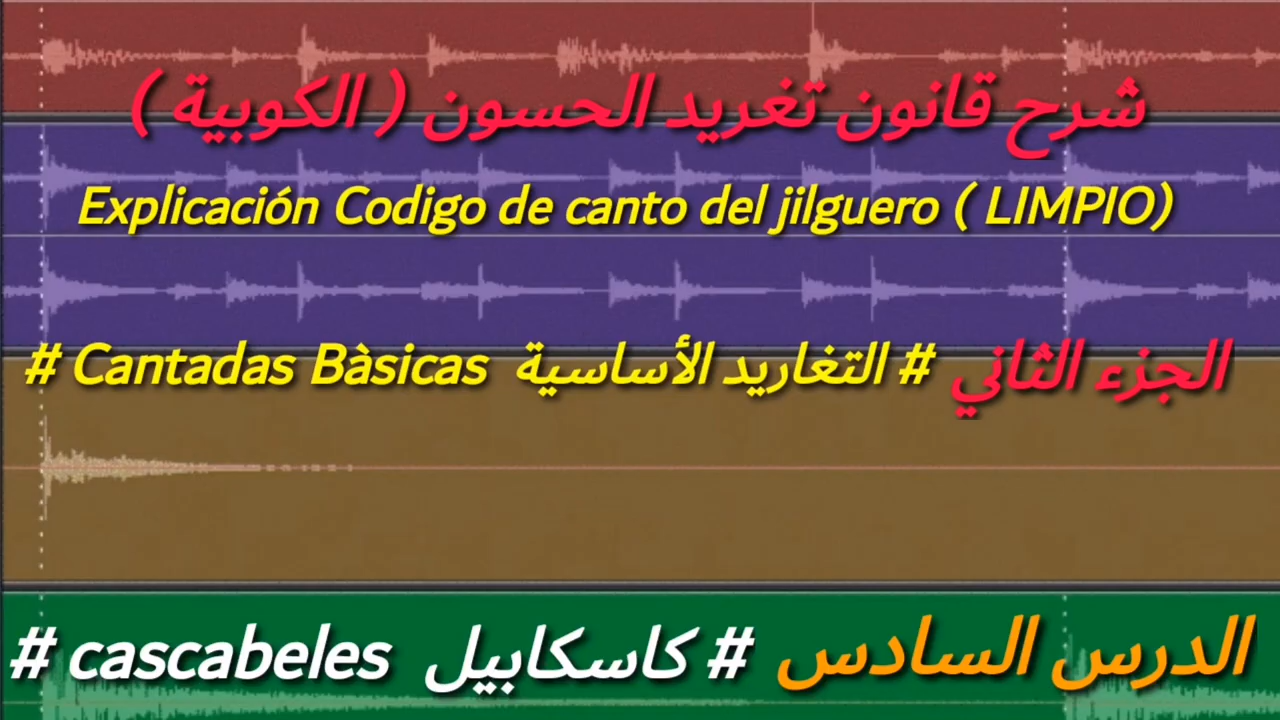 شرح قانون تغريد الحسون ( الكوبية )
Explicación Codigo de canto del jilguero ( LIMPIO)
الجزء الثاني # التغاريد الأساسية Cantadas Bàsicas #
الدرس السادس # كاسكابيل cascabeles #